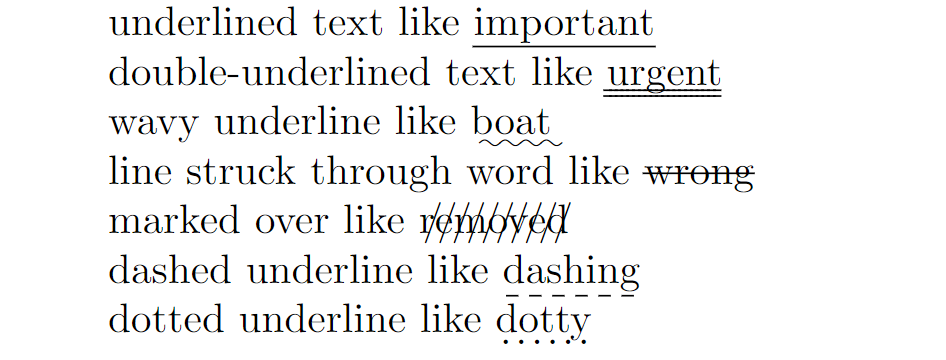 underlined text like important
double-underlined text like urgent
wavy underline like boat
line struck through word like wrong
marked over like removed
dashed underline like dashing
dotted underline like dotty